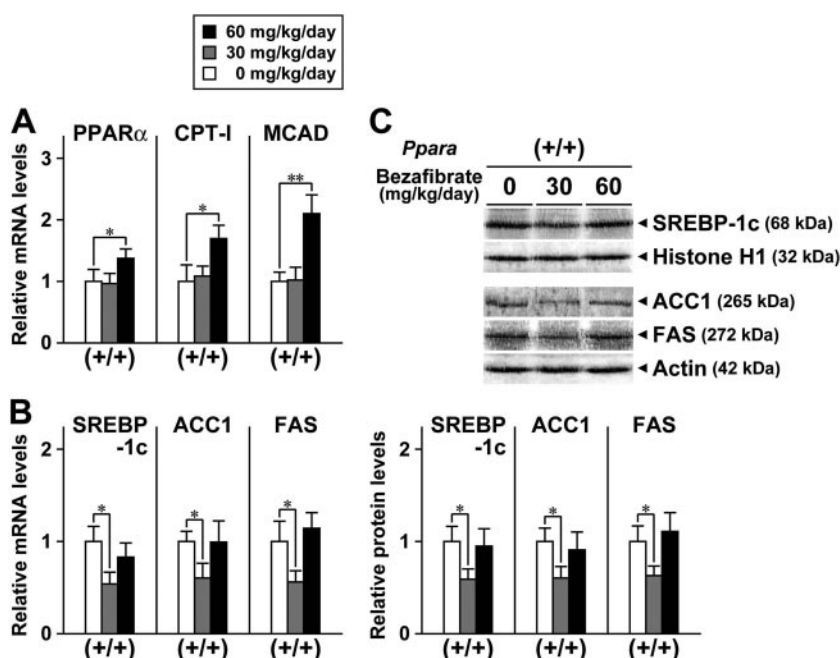 60 mg/kg/day
30 mg/kg/day
0 mg/kg/day
A
PPARα CPT-I MCAD
Relative mRNA levels
3
2
1
0
* * **
(+/+) (+/+) (+/+)
C
Ppara (+/+)
Bezafibrate
(mg/kg/day) 0 30 60
SREBP-1c (68 kDa)
Histone H1 (32 kDa)
ACC1 (265 kDa)
FAS (272 kDa)
Actin (42 kDa)
B
SREBP
-1c ACC1 FAS
Relative mRNA levels
2
1
0
* * *
(+/+) (+/+) (+/+)
SREBP
-1c ACC1 FAS
Relative protein levels
2
1
0
* * *
(+/+) (+/+) (+/+)